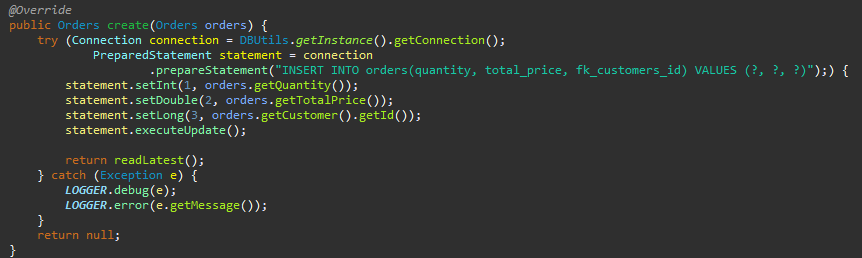 @Override
public Orders create(Orders orders) {
    try (Connection connection = DBUtils.getInstance().getConnection();
            PreparedStatement statement = connection
                    .prepareStatement("INSERT INTO orders(quantity, total_price, fk_customers_id) VALUES (?, ?, ?)");) {
        statement.setInt(1, orders.getQuantity());
        statement.setDouble(2, orders.getTotalPrice());
        statement.setLong(3, orders.getCustomer().getId());
        statement.executeUpdate();

        return readLatest();
    } catch (Exception e) {
        LOGGER.debug(e);
        LOGGER.error(e.getMessage());
    }
    return null;
}